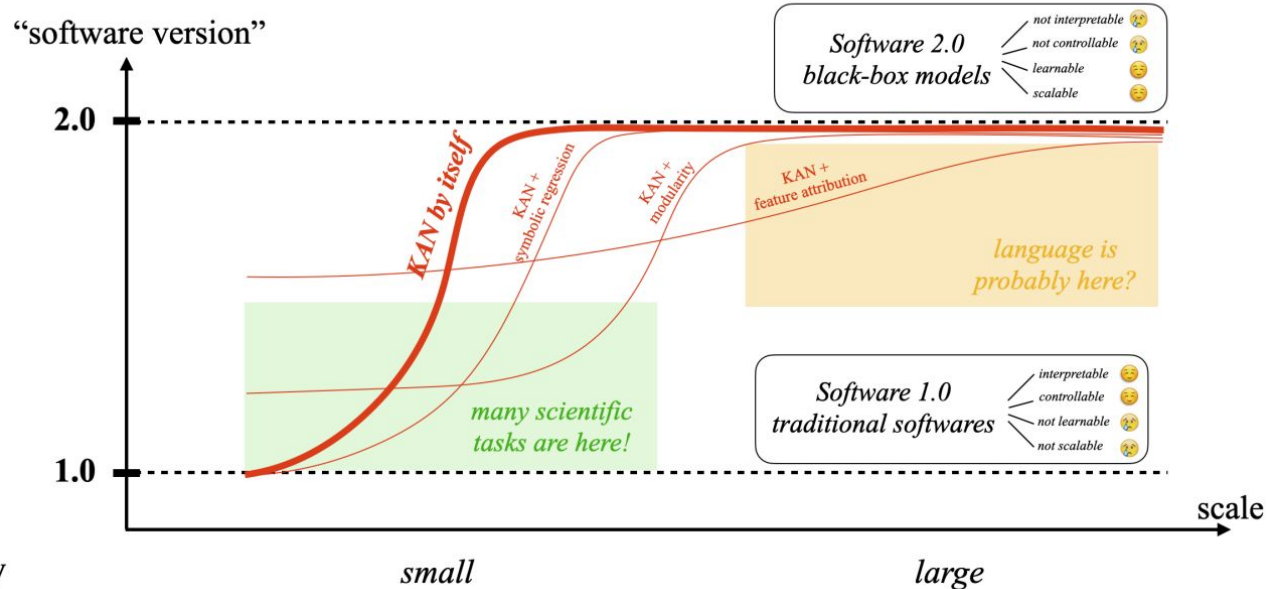 “software version”
2.0
1.0
KAN by itself
KAN +
symbolic regression
KAN +
modularity
KAN +
feature attribution
Software 2.0
black-box models
not interpretable
not controllable
learnable
scalable
language is
probably here?
many scientific
tasks are here!
Software 1.0
traditional softwares
interpretable
controllable
not learnable
not scalable
scale
small
large